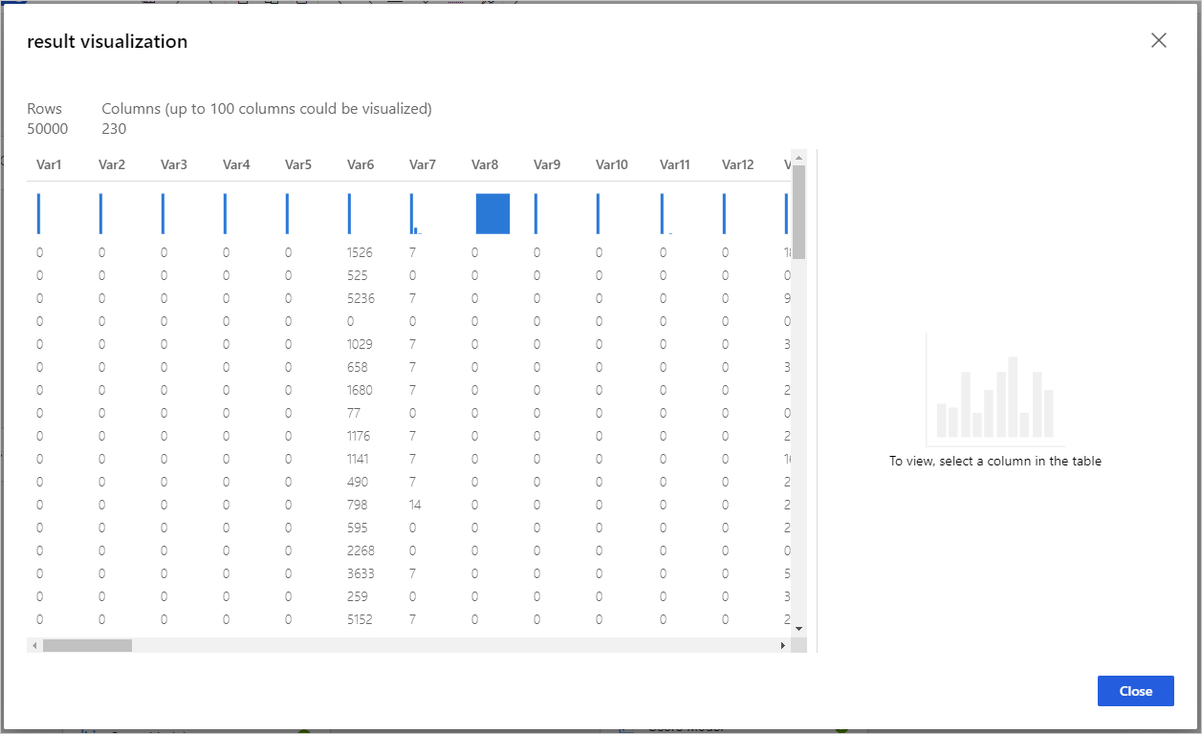 result visualization
Rows Columns (up to 100 columns could be visualized)
50000 230
Var1 Var2 Var3 Var4 Var5 Var6 Var7 Var8 Var9 Var10 Var11 Var12
0 0 0 0 0 1526 7 0 0 0 0 0
0 0 0 0 0 525 0 0 0 0 0 0 0
0 0 0 0 0 5236 7 0 0 0 0 0 9
0 0 0 0 0 0 0 0 0 0 0 0 0
0 0 0 0 0 1029 7 0 0 0 0 0 3
0 0 0 0 0 658 7 0 0 0 0 0 3
0 0 0 0 0 1680 7 0 0 0 0 0 2
0 0 0 0 0 77 0 0 0 0 0 0 0
0 0 0 0 0 1176 7 0 0 0 0 0 2
0 0 0 0 0 1141 7 0 0 0 0 0
0 0 0 0 0 490 7 0 0 0 0 0 2
0 0 0 0 0 798 14 0 0 0 0 0 2
0 0 0 0 0 595 0 0 0 0 0 0 2
0 0 0 0 0 2268 0 0 0 0 0 0 0
0 0 0 0 0 3633 7 0 0 0 0 0 5
0 0 0 0 0 259 0 0 0 0 0 0 3
0 0 0 0 0 5152 7 0 0 0 0 0 2
To view, select a column in the table
Close